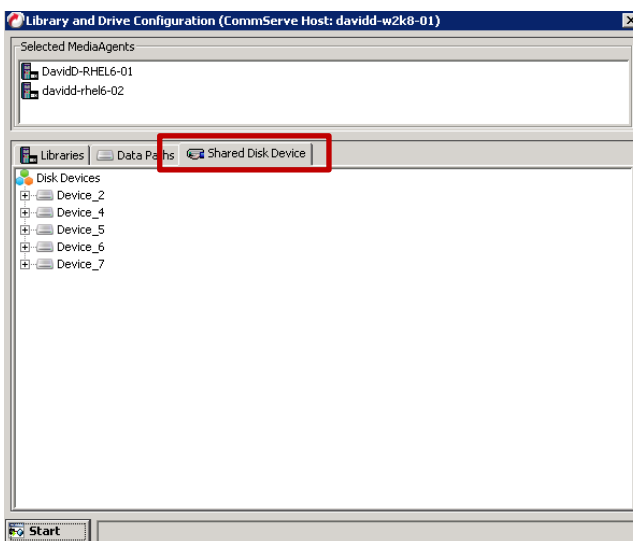 Library and Drive Configuration (CommServe Host: davidd-w2k8-01)
Selected MediaAgents
DavidD-RHEL6-01
davidd-rhel6-02
Libraries Data Paths Shared Disk Device
Disk Devices
Device_2
Device_4
Device_5
Device_6
Device_7
Start